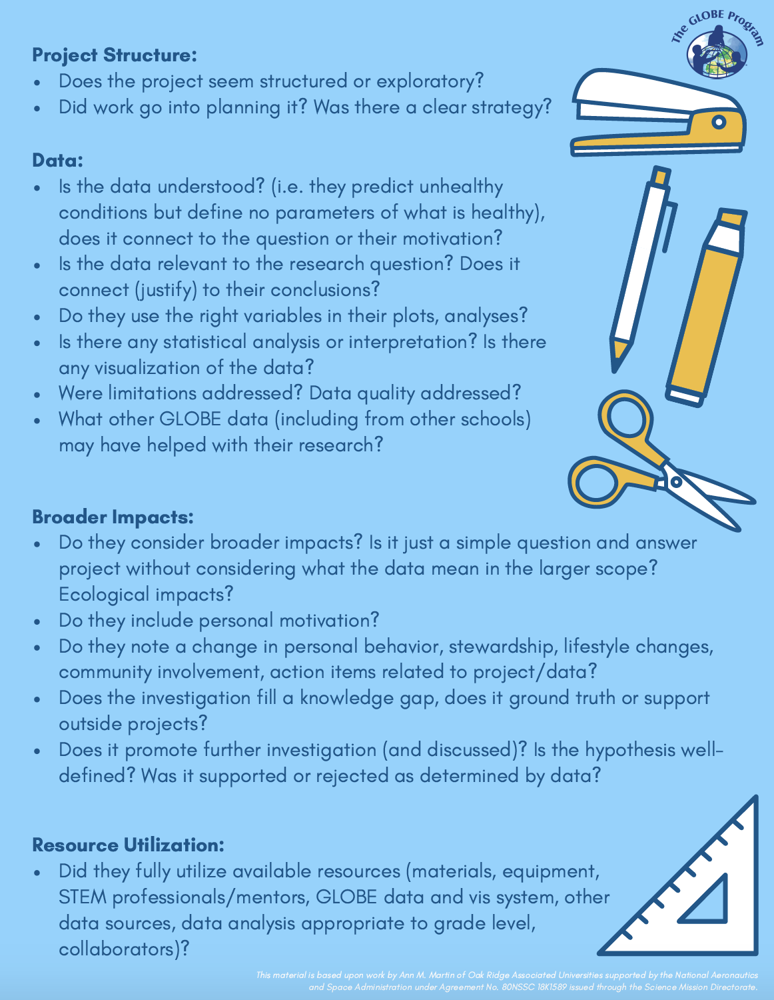 The GLOBE Program
Project Structure:
• Does the project seem structured or exploratory?
• Did work go into planning it? Was there a clear strategy?
Data:
• Is the data understood? (i.e. they predict unhealthy
conditions but define no parameters of what is healthy),
does it connect to the question or their motivation?
• Is the data relevant to the research question? Does it
connect (justify) to their conclusions?
• Do they use the right variables in their plots, analyses?
• Is there any statistical analysis or interpretation? Is there
any visualization of the data?
• Were limitations addressed? Data quality addressed?
• What other GLOBE data (including from other schools)
may have helped with their research?
Broader Impacts:
• Do they consider broader impacts? Is it just a simple question and answer
project without considering what the data mean in the larger scope?
Ecological impacts?
• Do they include personal motivation?
• Do they note a change in personal behavior, stewardship, lifestyle changes,
community involvement, action items related to project/data?
• Does the investigation fill a knowledge gap, does it ground truth or support
outside projects?
• Does it promote further investigation (and discussed)? Is the hypothesis well-
defined? Was it supported or rejected as determined by data?
Resource Utilization:
• Did they fully utilize available resources (materials, equipment,
STEM professionals/mentors, GLOBE data and vis system, other
data sources, data analysis appropriate to grade level,
collaborators)?
This material is based upon work by Ann M. Martin of Oak Ridge Associated Universities supported by the National Aeronautics
and Space Administration under Agreement No. 80NSSC 18K1589 issued through the Science Mission Directorate.